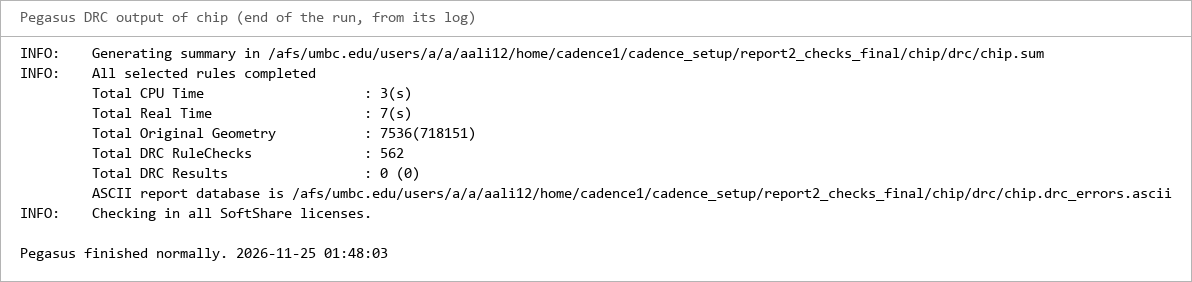 Pegasus DRC output of chip (end of the run, from its log)
INFO: Generating summary in /afs/umbc.edu/users/a/a/aali12/home/cadence1/cadence_setup/report2_checks_final/chip/drc/chip.sum
INFO: All selected rules completed
Total CPU Time : 3(s)
Total Real Time : 7(s)
Total Original Geometry : 7536(718151)
Total DRC RuleChecks : 562
Total DRC Results : 0 (0)
ASCII report database is /afs/umbc.edu/users/a/a/aali12/home/cadence1/cadence_setup/report2_checks_final/chip/drc/chip.drc_errors.ascii
INFO: Checking in all SoftShare licenses.
Pegasus finished normally. 2026-11-25 01:48:03